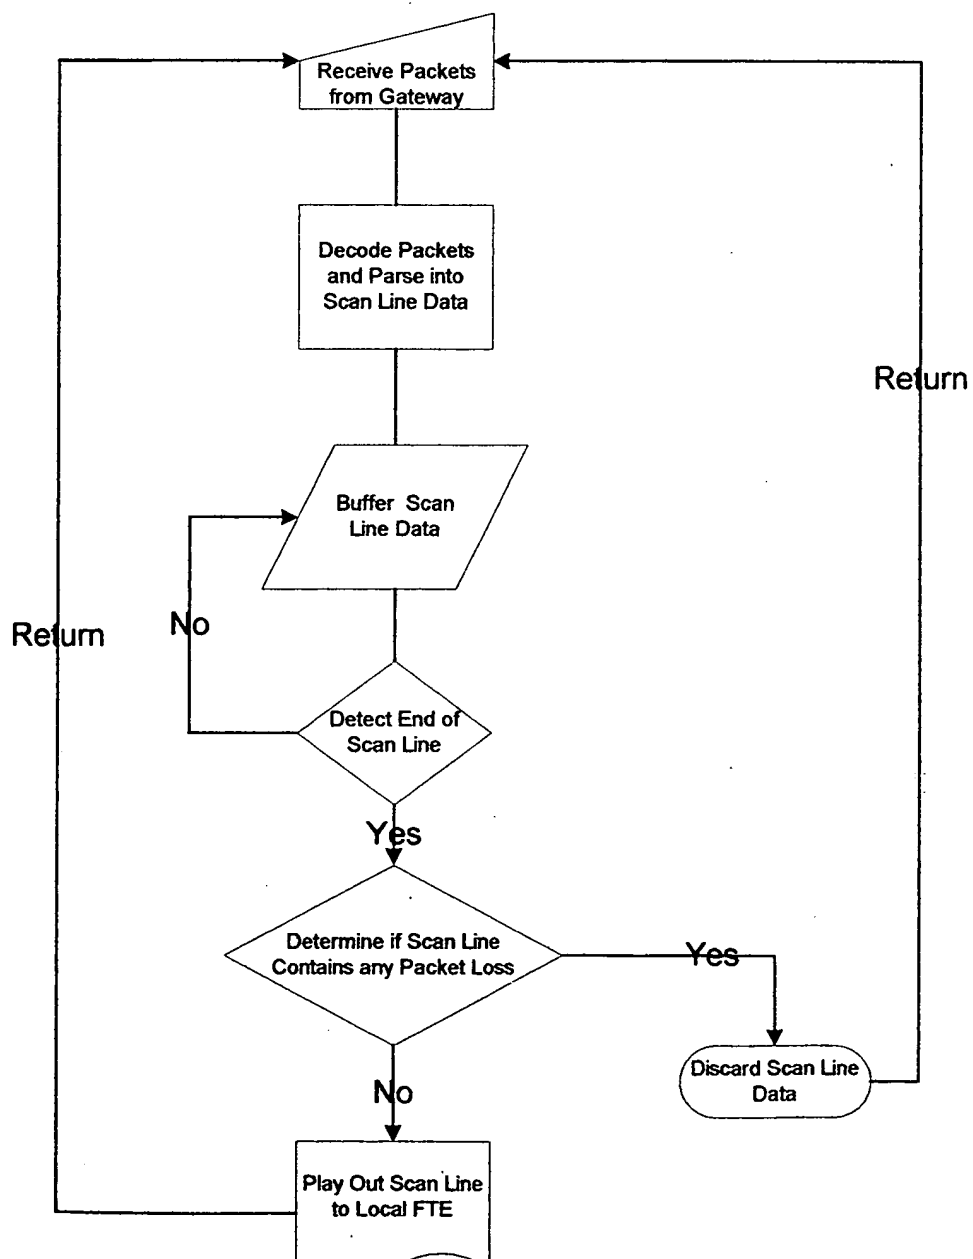 Receive Packets
from Gateway
Decode Packets
and Parse into
Scan Line Data
Return
Buffer Scan
Line Data
No
Return
Detect End of
Scan Line
Yes
Determine if Scan Line
Contains any Packet Loss
Yes
Discard Scan Line
Data
No
Play Out Scan Line
to Local FTE